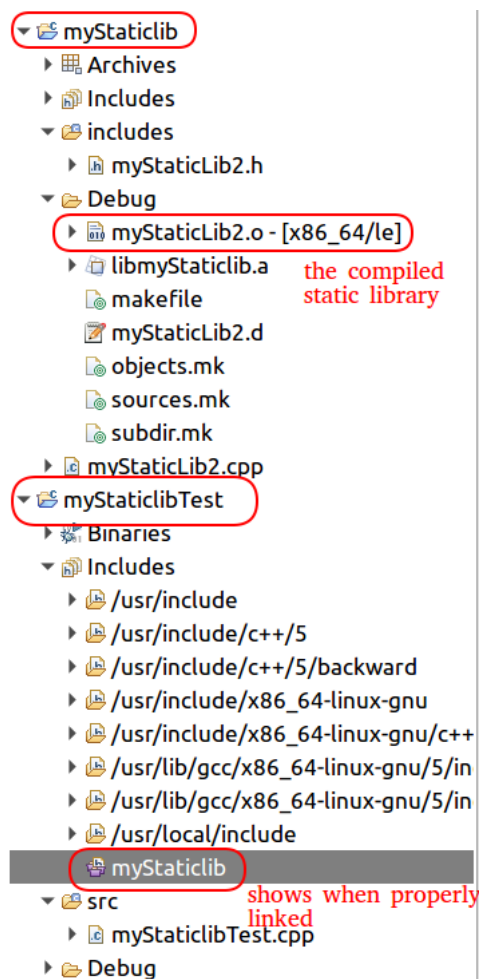 myStaticlib
Archives
Includes
includes
myStaticLib2.h
Debug
myStaticLib2.o - [x86_64/le]
libmyStaticlib.a
the compiled
static library
makefile
myStaticLib2.d
objects.mk
sources.mk
subdir.mk
myStaticLib2.cpp
myStaticlibTest
Binaries
Includes
/usr/include
/usr/include/c++/5
/usr/include/c++/5/backward
/usr/include/x86_64-linux-gnu
/usr/include/x86_64-linux-gnu/c++
/usr/lib/gcc/x86_64-linux-gnu/5/in
/usr/lib/gcc/x86_64-linux-gnu/5/in
/usr/local/include
myStaticlib
shows when properly
linked
src
myStaticlibTest.cpp
Debug